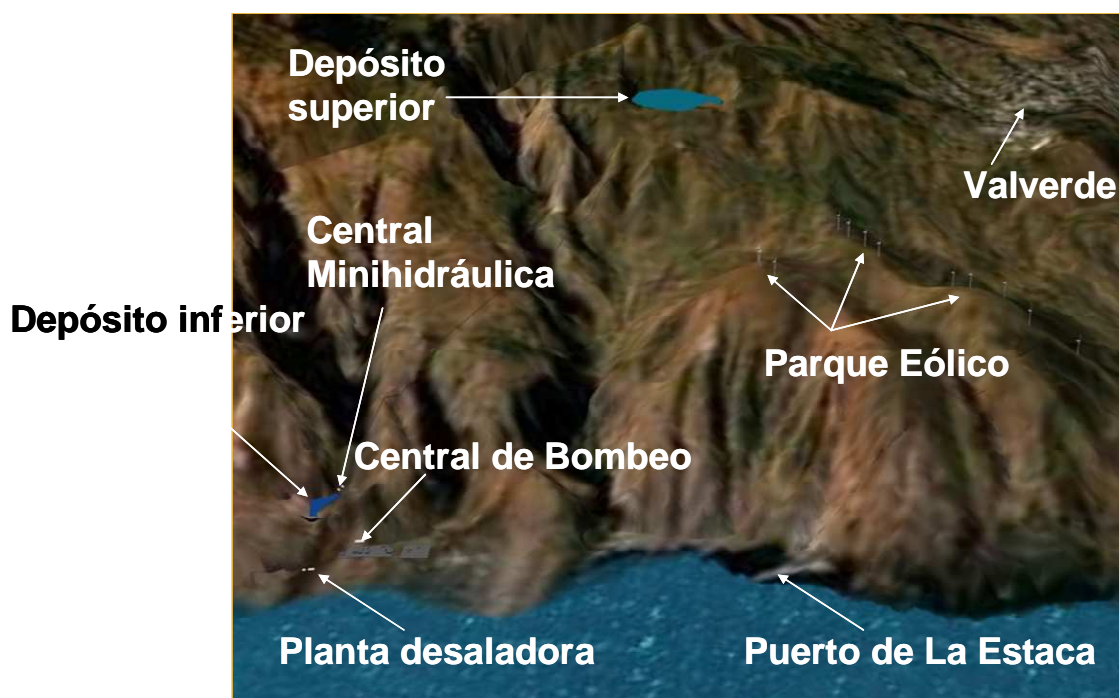 Depósito
superior
Valverde
Central
Minihidráulica
Depósito inferior
Parque Eólico
Central de Bombeo
Planta desaladora
Puerto de La Estaca